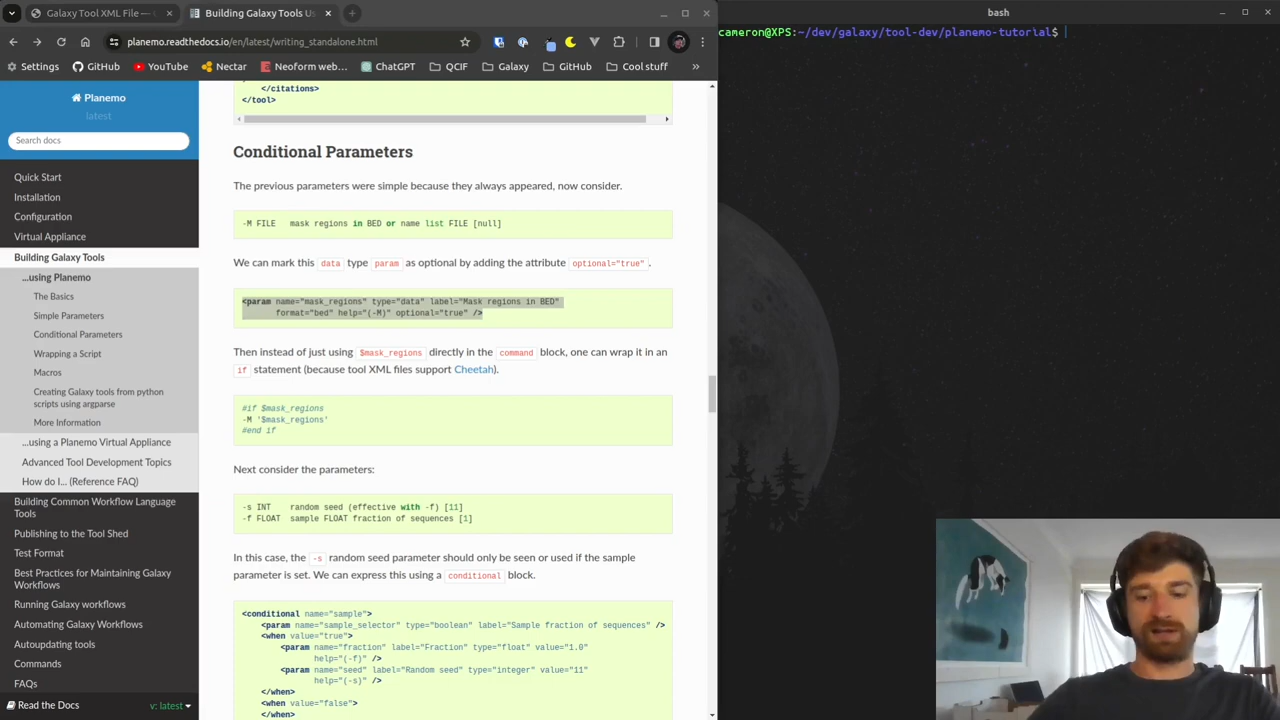 Galaxy Tool XML File —
Building Galaxy Tools Us
bash
planemo.readthedocs.io/en/latest/writing_standalone.html
Settings
GitHub
YouTube
Nectar
Neoform web...
ChatGPT
QCIF
Galaxy
GitHub
Cool stuff
»
cameron@XPS:~/dev/galaxy/tool-dev/planemo-tutorial$
Planemo
latest
Search docs
Quick Start
Installation
Configuration
Virtual Appliance
Building Galaxy Tools
...using Planemo
The Basics
Simple Parameters
Conditional Parameters
Wrapping a Script
Macros
Creating Galaxy tools from python
scripts using argparse
More Information
...using a Planemo Virtual Appliance
Advanced Tool Development Topics
How do I... (Reference FAQ)
Building Common Workflow Language
Tools
Publishing to the Tool Shed
Test Format
Best Practices for Maintaining Galaxy
Workflows
Running Galaxy workflows
Automating Galaxy Workflows
Autoupdating tools
Commands
FAQs
Read the Docs
v: latest
</citations>
</tool>
Conditional Parameters
The previous parameters were simple because they always appeared, now consider.
-M FILE   mask regions in BED or name list FILE [null]
We can mark this data type param as optional by adding the attribute optional="true".
<param name="mask_regions" type="data" label="Mask regions in BED"
format="bed" help="(-M)" optional="true" />
Then instead of just using $mask_regions directly in the command block, one can wrap it in an
if statement (because tool XML files support Cheetah).
#if $mask_regions
-M '$mask_regions'
#end if
Next consider the parameters:
-s INT    random seed (effective with -f) [11]
-f FLOAT  sample FLOAT fraction of sequences [1]
In this case, the -s random seed parameter should only be seen or used if the sample
parameter is set. We can express this using a conditional block.
<conditional name="sample">
<param name="sample_selector" type="boolean" label="Sample fraction of sequences" />
<when value="true">
<param name="fraction" label="Fraction" type="float" value="1.0"
help="(-f)" />
<param name="seed" label="Random seed" type="integer" value="11"
help="(-s)" />
</when>
<when value="false">
</when>